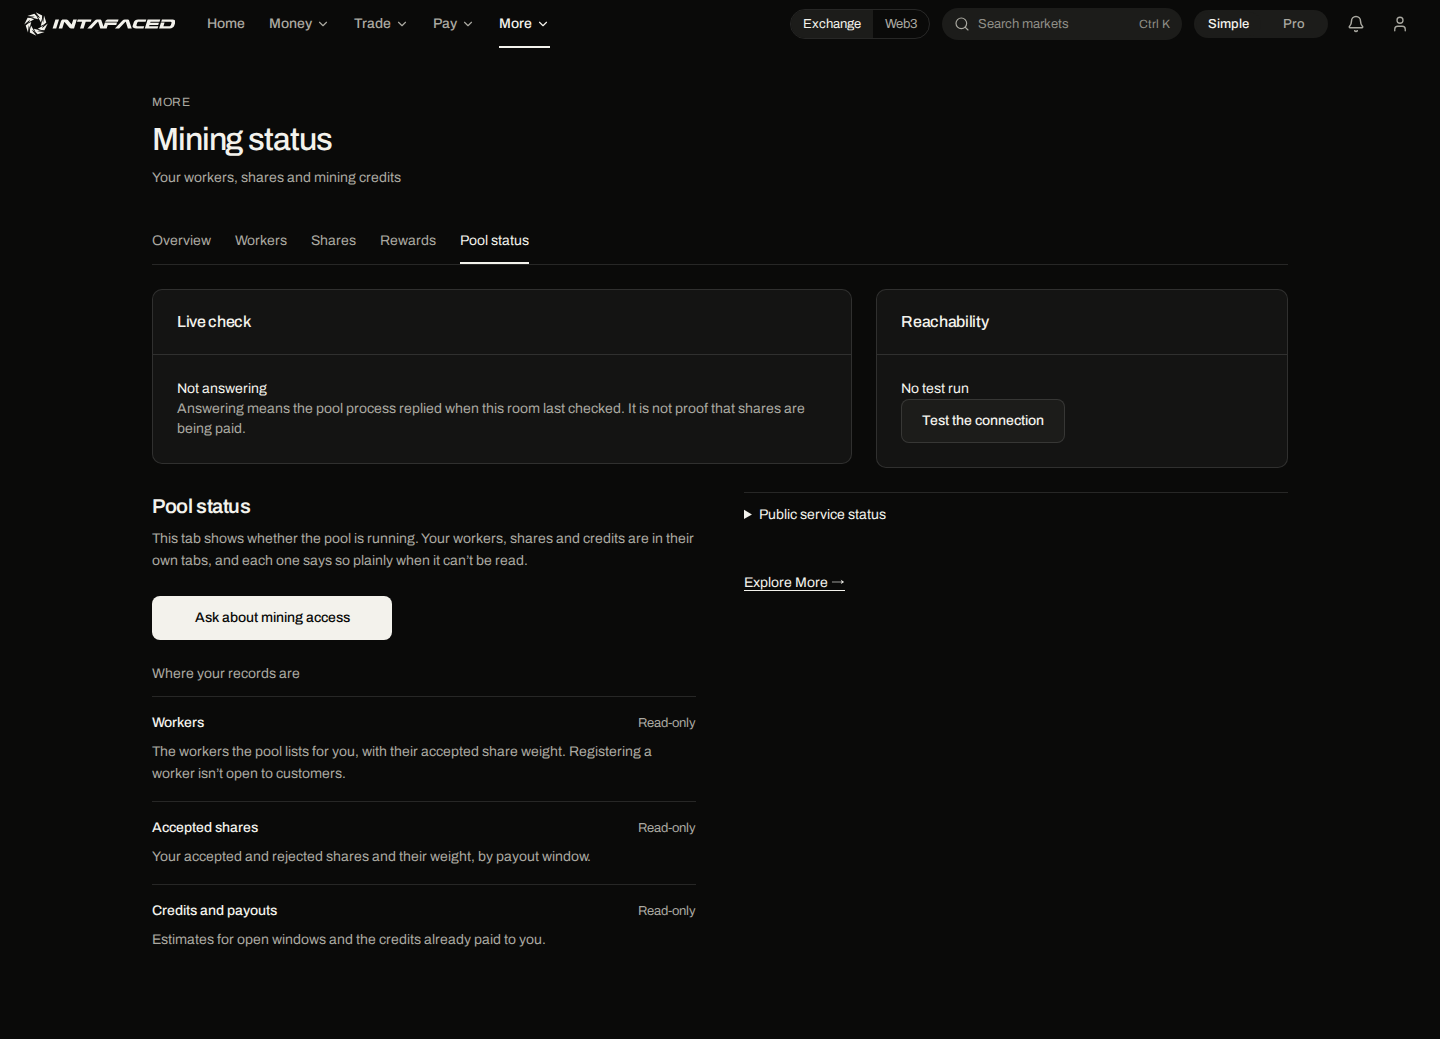 INTAFACED Home Money Trade Pay More Exchange Web3 Search markets Ctrl K Simple Pro
MORE
Mining status
Your workers, shares and mining credits
Overview Workers Shares Rewards Pool status
Live check
Not answering
Answering means the pool process replied when this room last checked. It is not proof that shares are
being paid.
Reachability
No test run
Test the connection
Pool status
This tab shows whether the pool is running. Your workers, shares and credits are in their
own tabs, and each one says so plainly when it can’t be read.
Ask about mining access
Where your records are
Workers Read-only
The workers the pool lists for you, with their accepted share weight. Registering a
worker isn’t open to customers.
Accepted shares Read-only
Your accepted and rejected shares and their weight, by payout window.
Credits and payouts Read-only
Estimates for open windows and the credits already paid to you.
Public service status
Explore More →